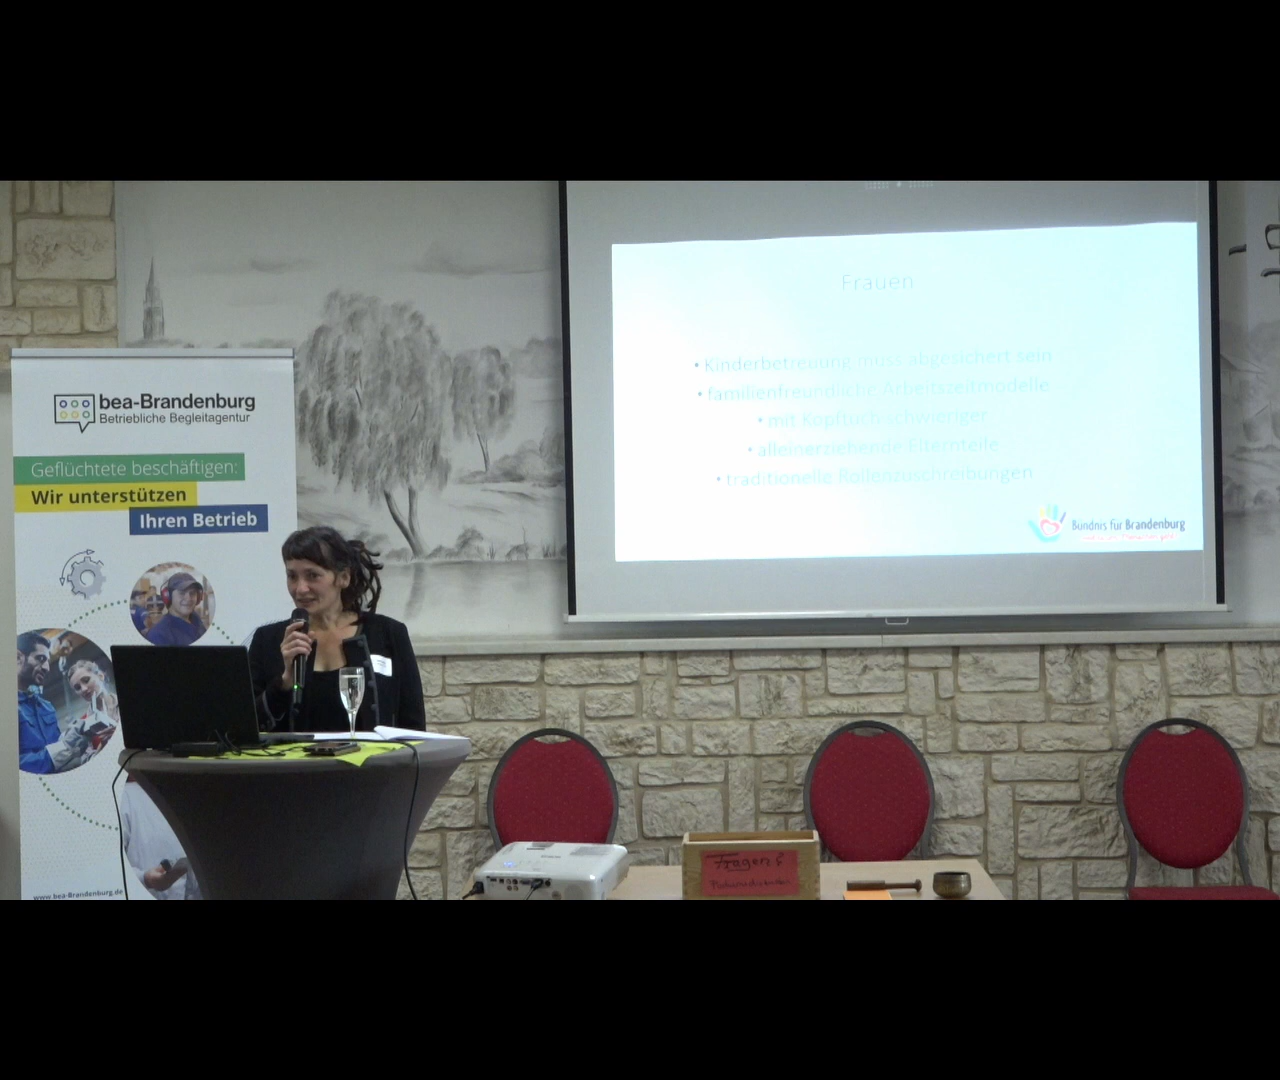 bea-Brandenburg
Betriebliche Begleitagentur
Geflüchtete beschäftigen:
Wir unterstützen
Ihren Betrieb
www.bea-Brandenburg.de
Frauen
• Kinderbetreuung muss abgesichert sein
• familienfreundliche Arbeitszeitmodelle
• mit Kopftuch schwieriger
• alleinerziehende Elternteile
• traditionelle Rollenzuschreibungen
Bündnis für Brandenburg
Fragen &